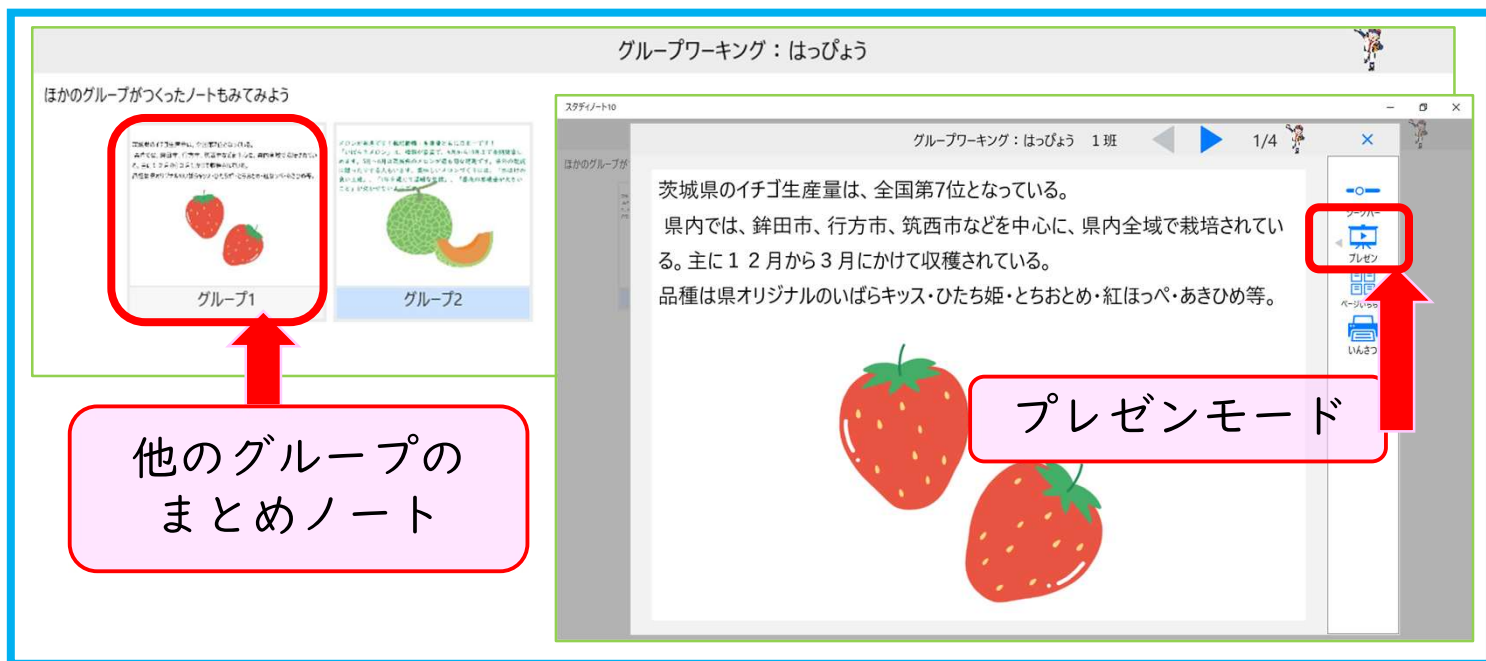 グループワーキング：はっぴょう
ほかのグループがつくったノートもみてみよう
グループ1
グループ2
他のグループの
まとめノート
スタディノート10
グループワーキング：はっぴょう 1班
1/4
ほかのグループが
茨城県のイチゴ生産量は、全国第7位となっている。
県内では、鉾田市、行方市、筑西市などを中心に、県内全域で栽培されてい
る。主に１２月から３月にかけて収穫されている。
品種は県オリジナルのいばらキッス・ひたち姫・とちおとめ・紅ほっぺ・あきひめ等。
プレゼン
いんさつ
プレゼンモード